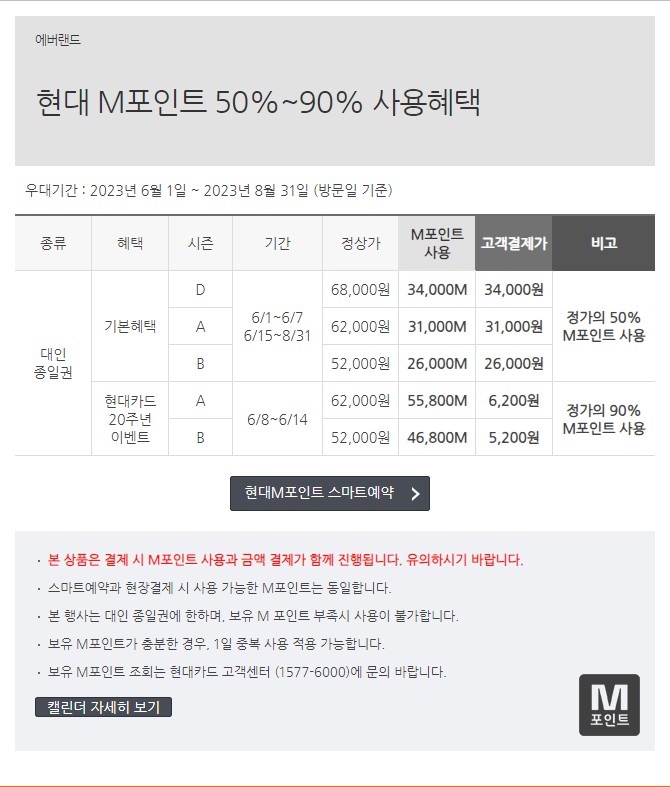 에버랜드
현대 M포인트 50%~90% 사용혜택
우대기간 : 2023년 6월 1일 ~ 2023년 8월 31일 (방문일 기준)
종류 혜택 시즌 기간 정상가 M포인트 사용 고객결제가 비고
대인
종일권
기본혜택
D
6/1~6/7
6/15~8/31
68,000원 34,000M 34,000원
A 62,000원 31,000M 31,000원
B 52,000원 26,000M 26,000원
정가의 50%
M포인트 사용
현대카드
20주년
이벤트
A
6/8~6/14
62,000원 55,800M 6,200원
B 52,000원 46,800M 5,200원
정가의 90%
M포인트 사용
현대M포인트 스마트예약 >
· 본 상품은 결제 시 M포인트 사용과 금액 결제가 함께 진행됩니다. 유의하시기 바랍니다.
· 스마트예약과 현장결제 시 사용 가능한 M포인트는 동일합니다.
· 본 행사는 대인 종일권에 한하며, 보유 M 포인트 부족시 사용이 불가합니다.
· 보유 M포인트가 충분한 경우, 1일 중복 사용 적용 가능합니다.
· 보유 M포인트 조회는 현대카드 고객센터 (1577-6000)에 문의 바랍니다.
캘린더 자세히 보기
M
포인트